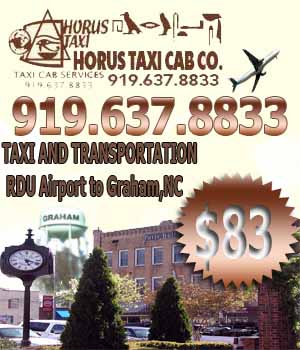 HORUS
TAXI
TAXI CAB SERVICES
919.637.8833
HORUS TAXI CAB CO.
919.637.8833
919.637.8833
TAXI AND TRANSPORTATION
RDU Airport to Graham,NC
GRAHAM
$83